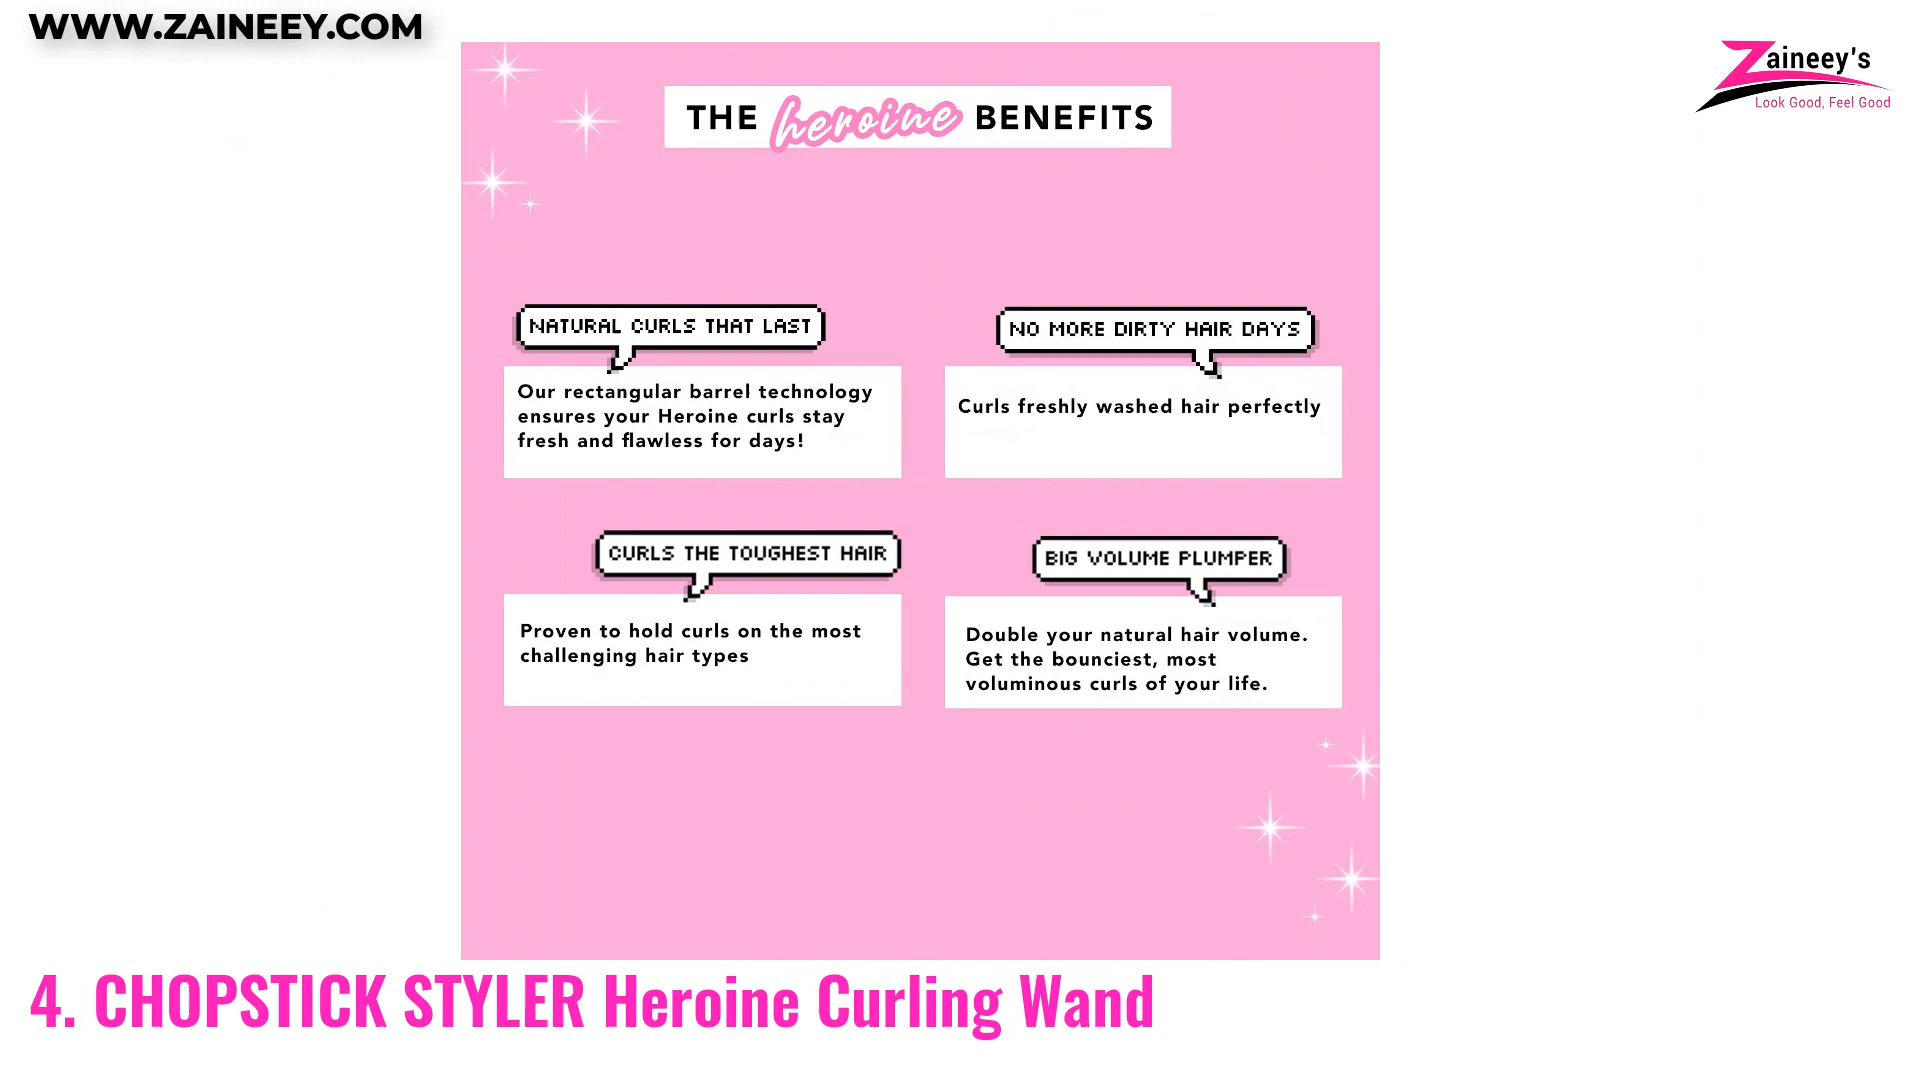 WWW.ZAINEEY.COM
Zaineey's
Look Good, Feel Good
THE heroine BENEFITS
NATURAL CURLS THAT LAST
Our rectangular barrel technology
ensures your Heroine curls stay
fresh and flawless for days!
NO MORE DIRTY HAIR DAYS
Curls freshly washed hair perfectly
CURLS THE TOUGHEST HAIR
Proven to hold curls on the most
challenging hair types
BIG VOLUME PLUMPER
Double your natural hair volume.
Get the bounciest, most
voluminous curls of your life.
4. CHOPSTICK STYLER Heroine Curling Wand